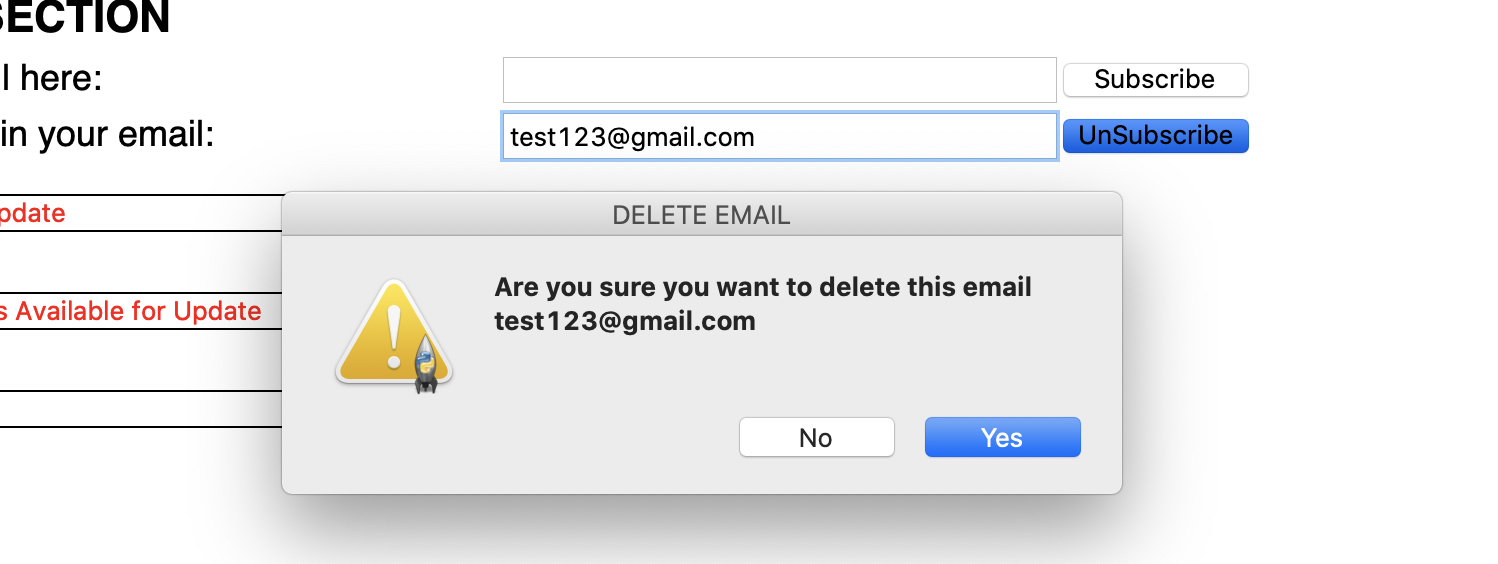 SECTION
l here:
Subscribe
in your email:
test123@gmail.com
UnSubscribe
pdate
DELETE EMAIL
Are you sure you want to delete this email
test123@gmail.com
s Available for Update
No
Yes